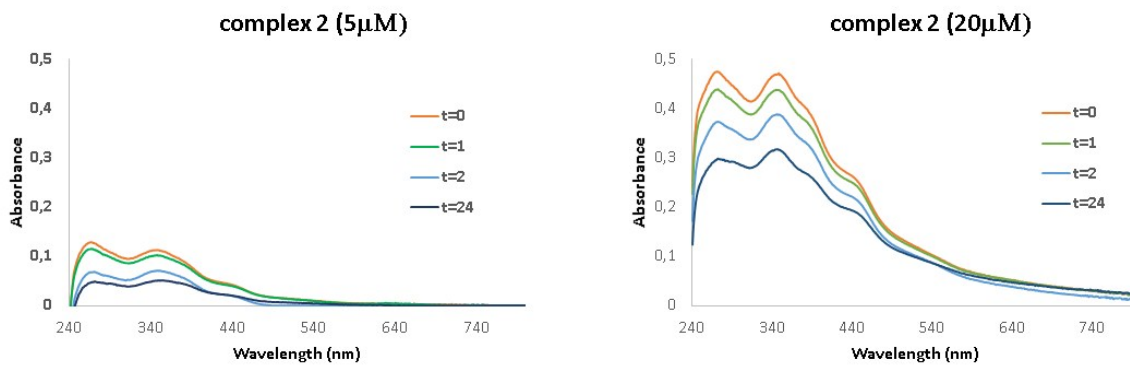 complex 2 (5μM)
0,5
0,4
0,3
0,2
0,1
0
Absorbance
t=0
t=1
t=2
t=24
240 340 440 540 640 740
Wavelength (nm)
complex 2 (20μM)
0,5
0,4
0,3
0,2
0,1
0
Absorbance
t=0
t=1
t=2
t=24
240 340 440 540 640 740
Wavelength (nm)